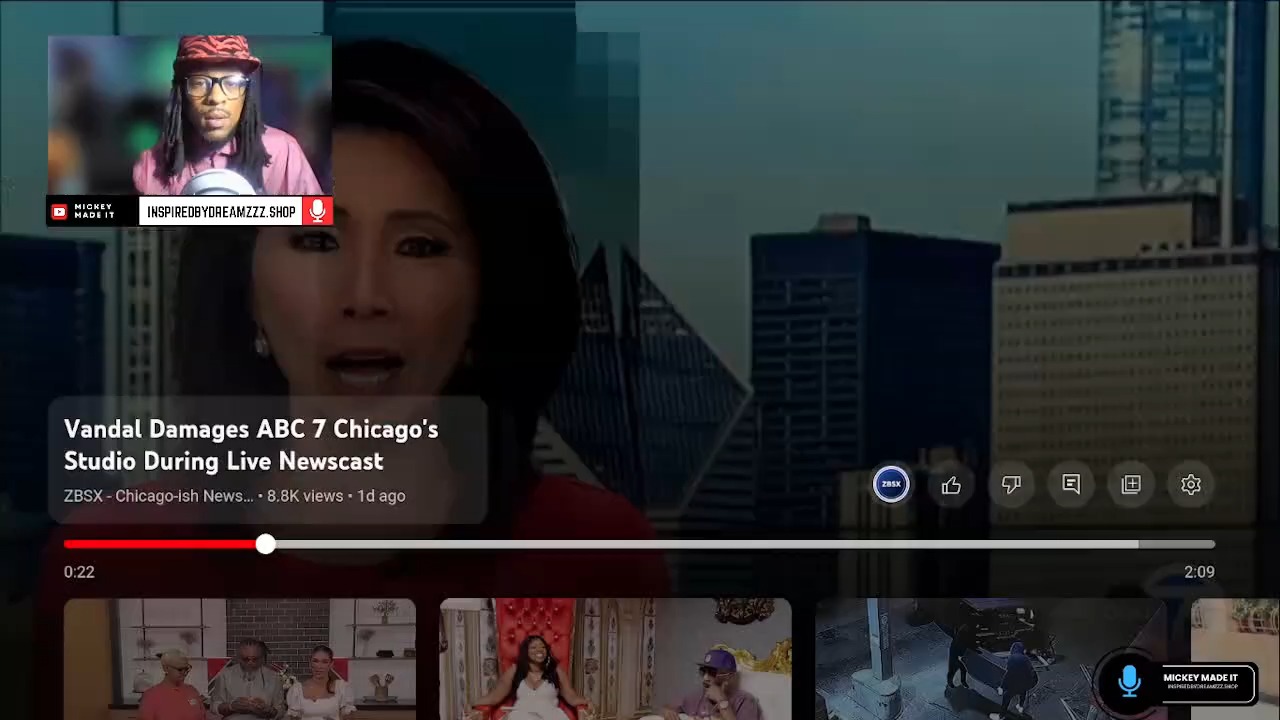 MICKEY
MADE IT
INSPIREDBYDREAMZZZ.SHOP
Vandal Damages ABC 7 Chicago's
Studio During Live Newscast
ZBSX - Chicago-ish News... • 8.8K views • 1d ago
ZBSX
0:22
2:09
MICKEY MADE IT
INSPIREDBYDREAMZZZ.SHOP